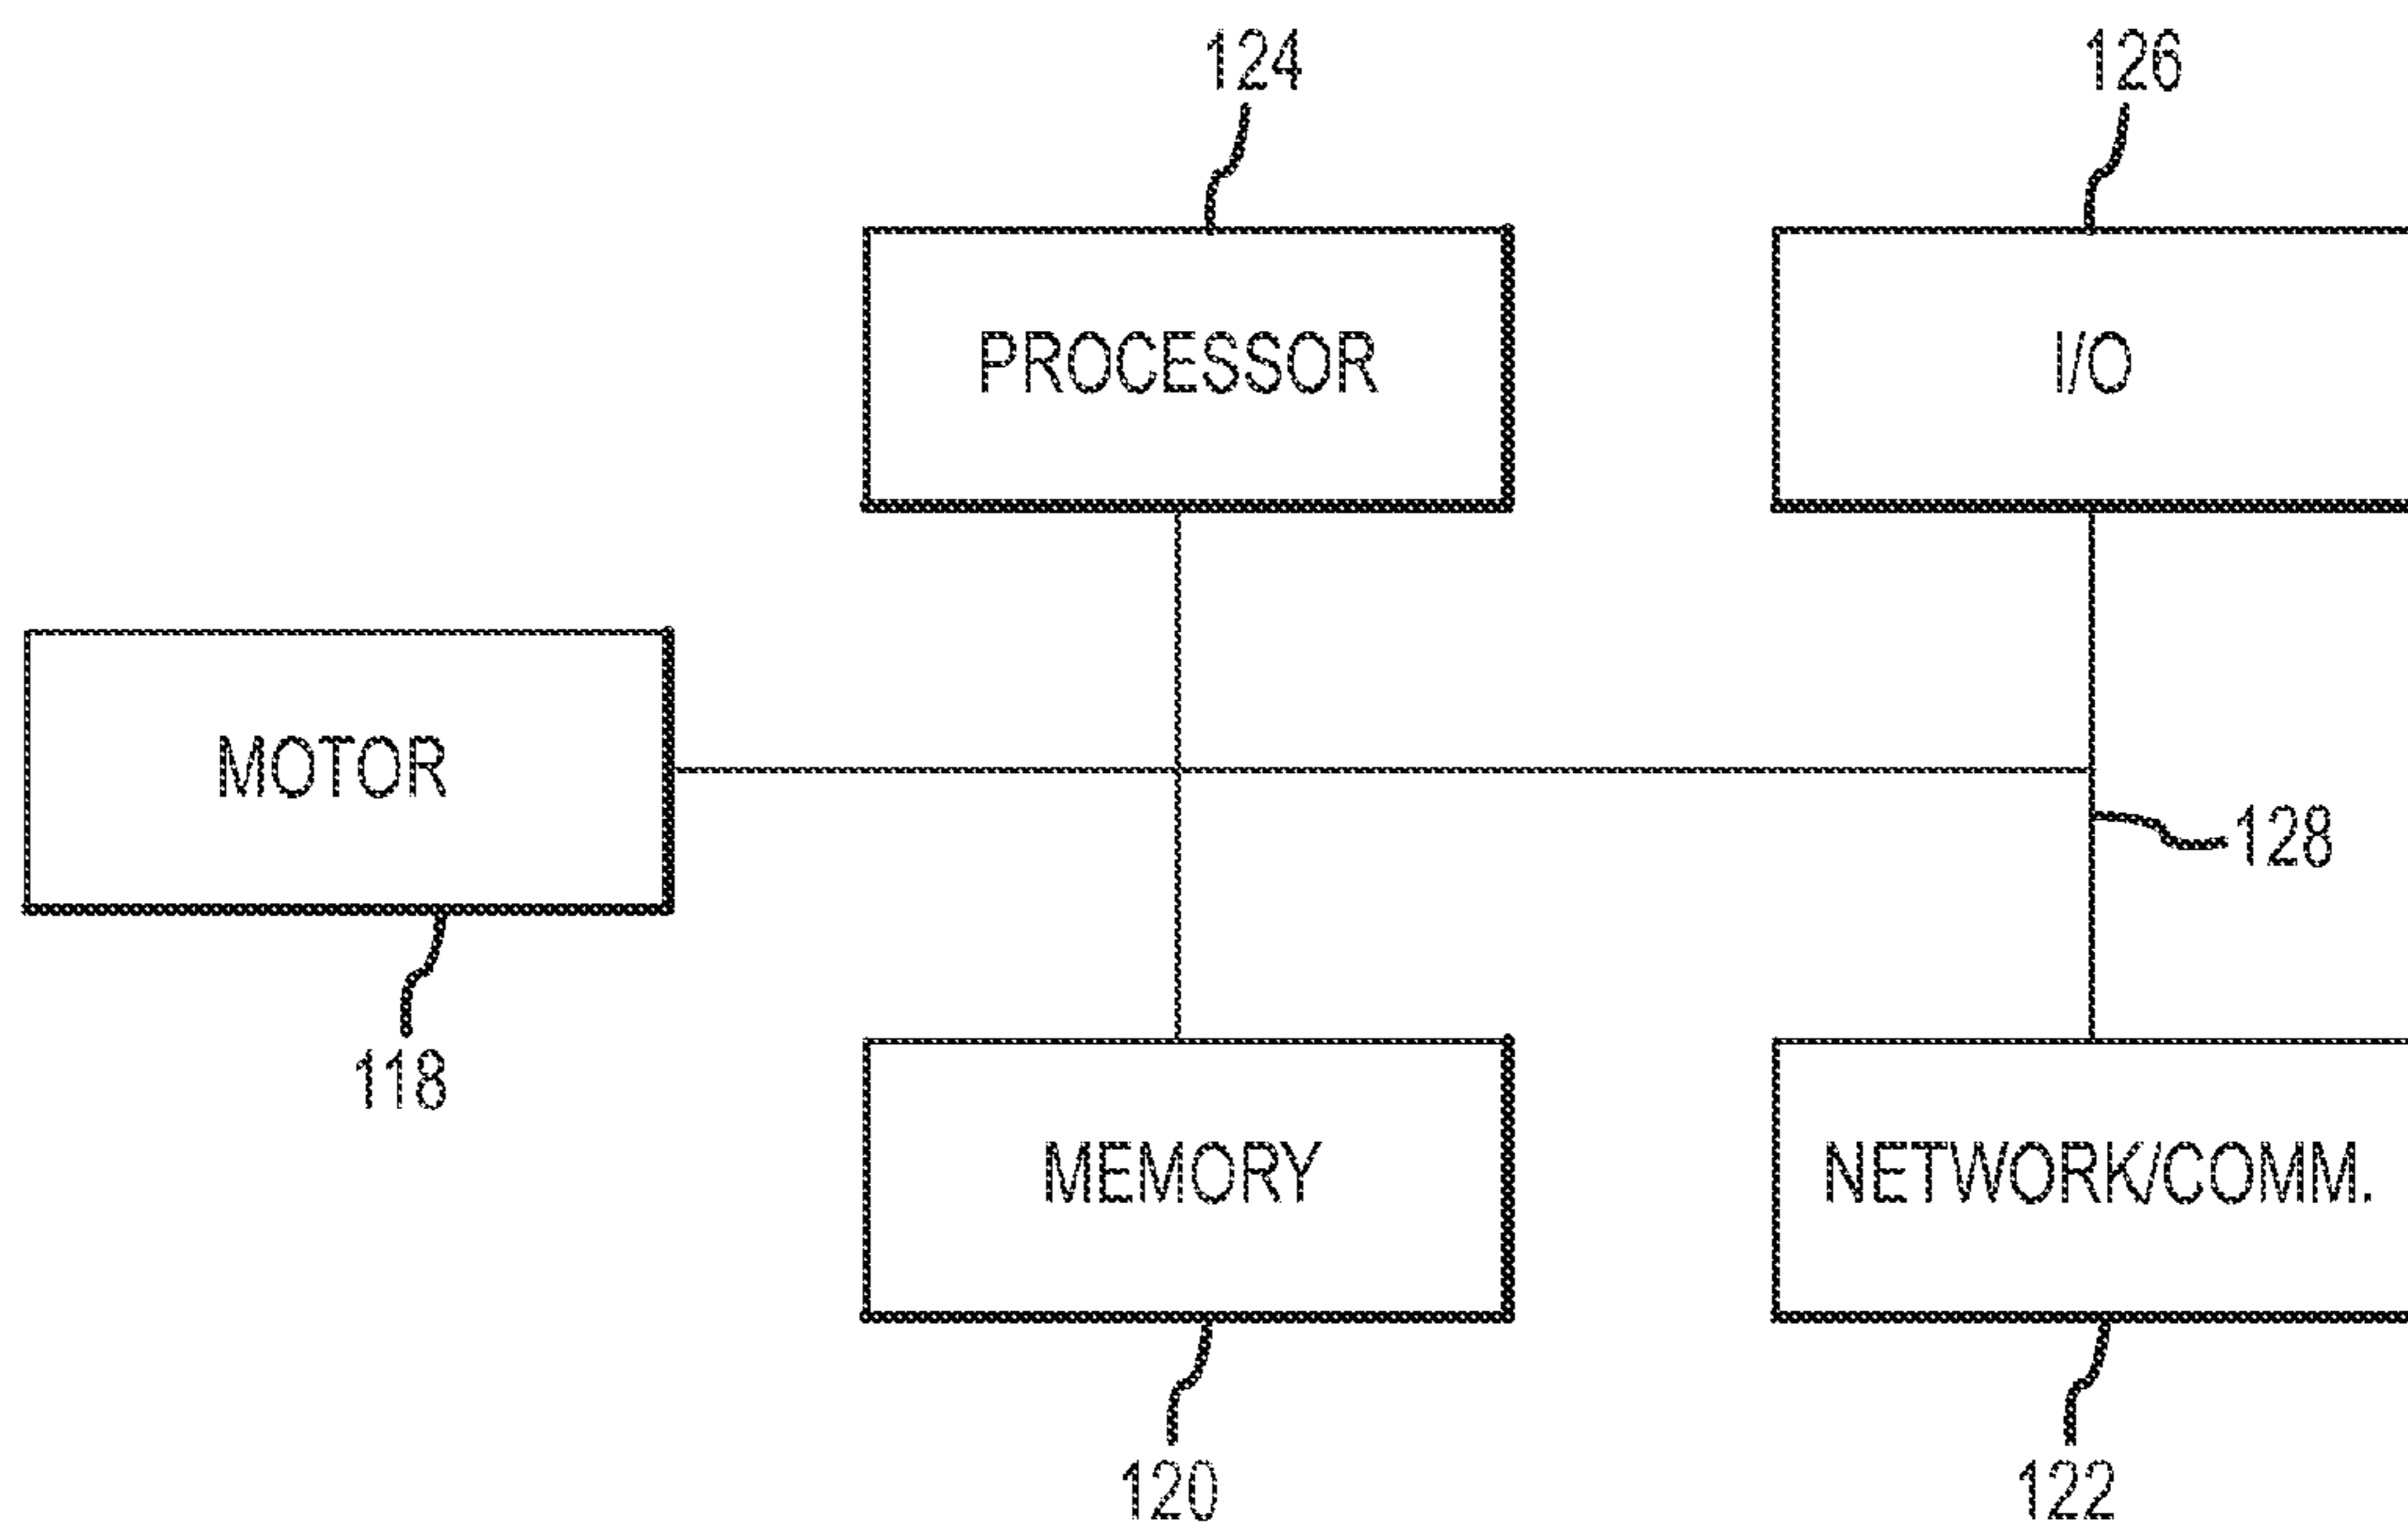 124
126
PROCESSOR
I/O
MOTOR
128
118
MEMORY
NETWORK/COMM.
120
122